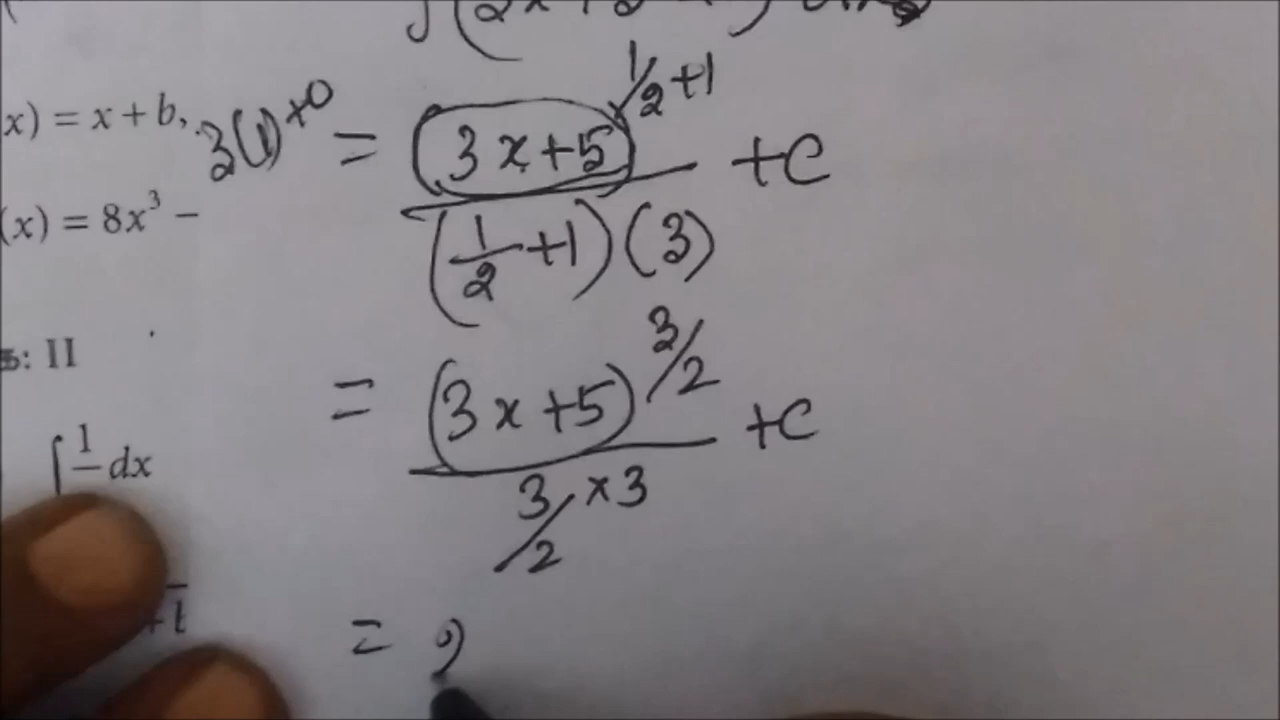 x) = x + b,
3(1)+0 = (3x+5)^{1/2+1} / (1/2+1)(3) + C
(x) = 8x³ −
: II
= (3x+5)^{3/2} / 3/2 × 3 + C
∫ 1 dx
= 2